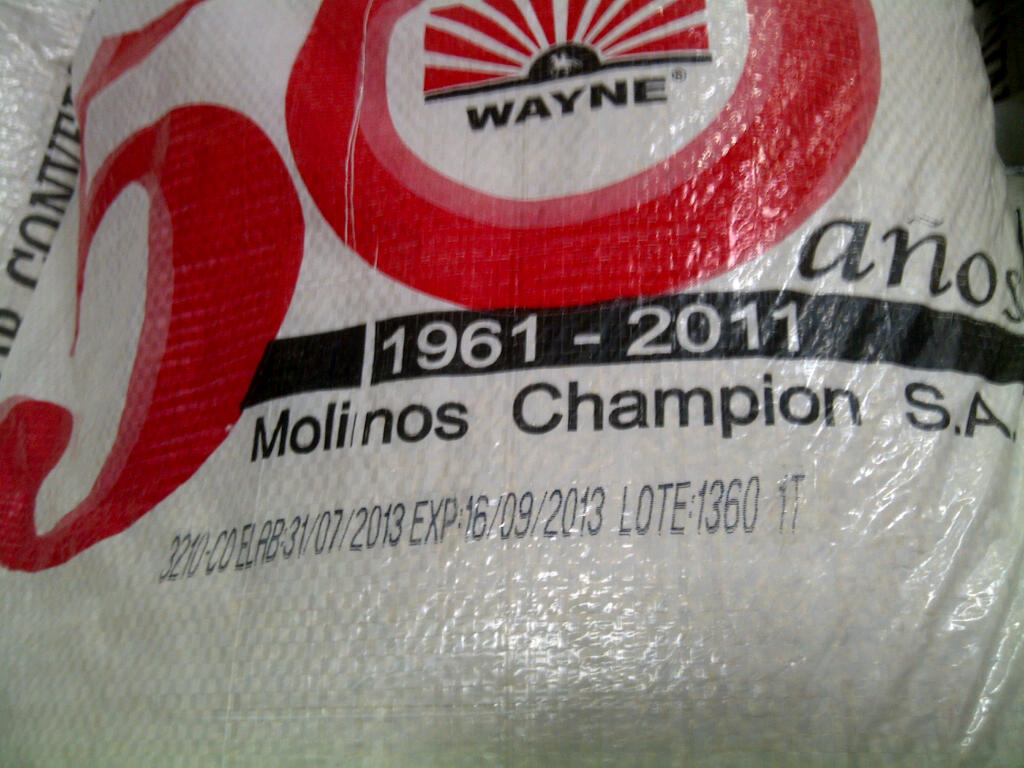 50
WAYNE®
años
1961 - 2011
Molinos Champion S.A.
3210-CO ELAB:31/07/2013 EXP:16/09/2013 LOTE:1360 1T